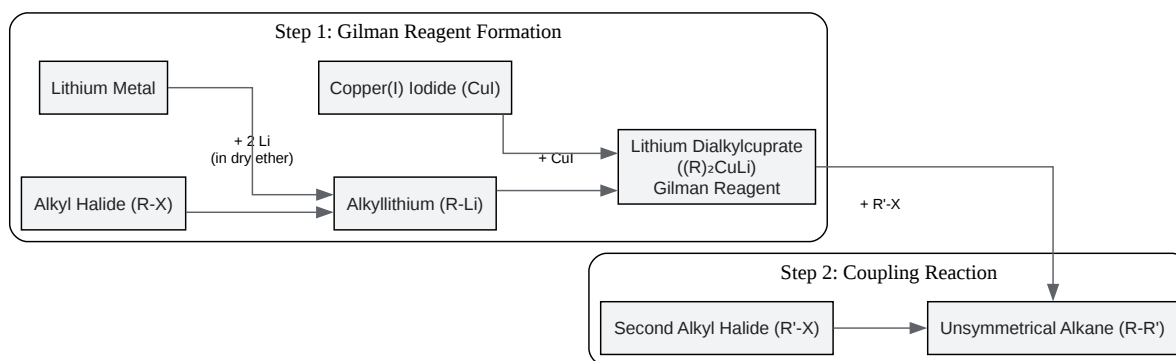 Step 1: Gilman Reagent Formation
Lithium Metal
Copper(I) Iodide (CuI)
+ 2 Li
(in dry ether)
+ CuI
Lithium Dialkylcuprate
((R)₂CuLi)
Gilman Reagent
Alkyl Halide (R-X)
Alkyllithium (R-Li)
+ R'-X
Step 2: Coupling Reaction
Second Alkyl Halide (R'-X)
Unsymmetrical Alkane (R-R')